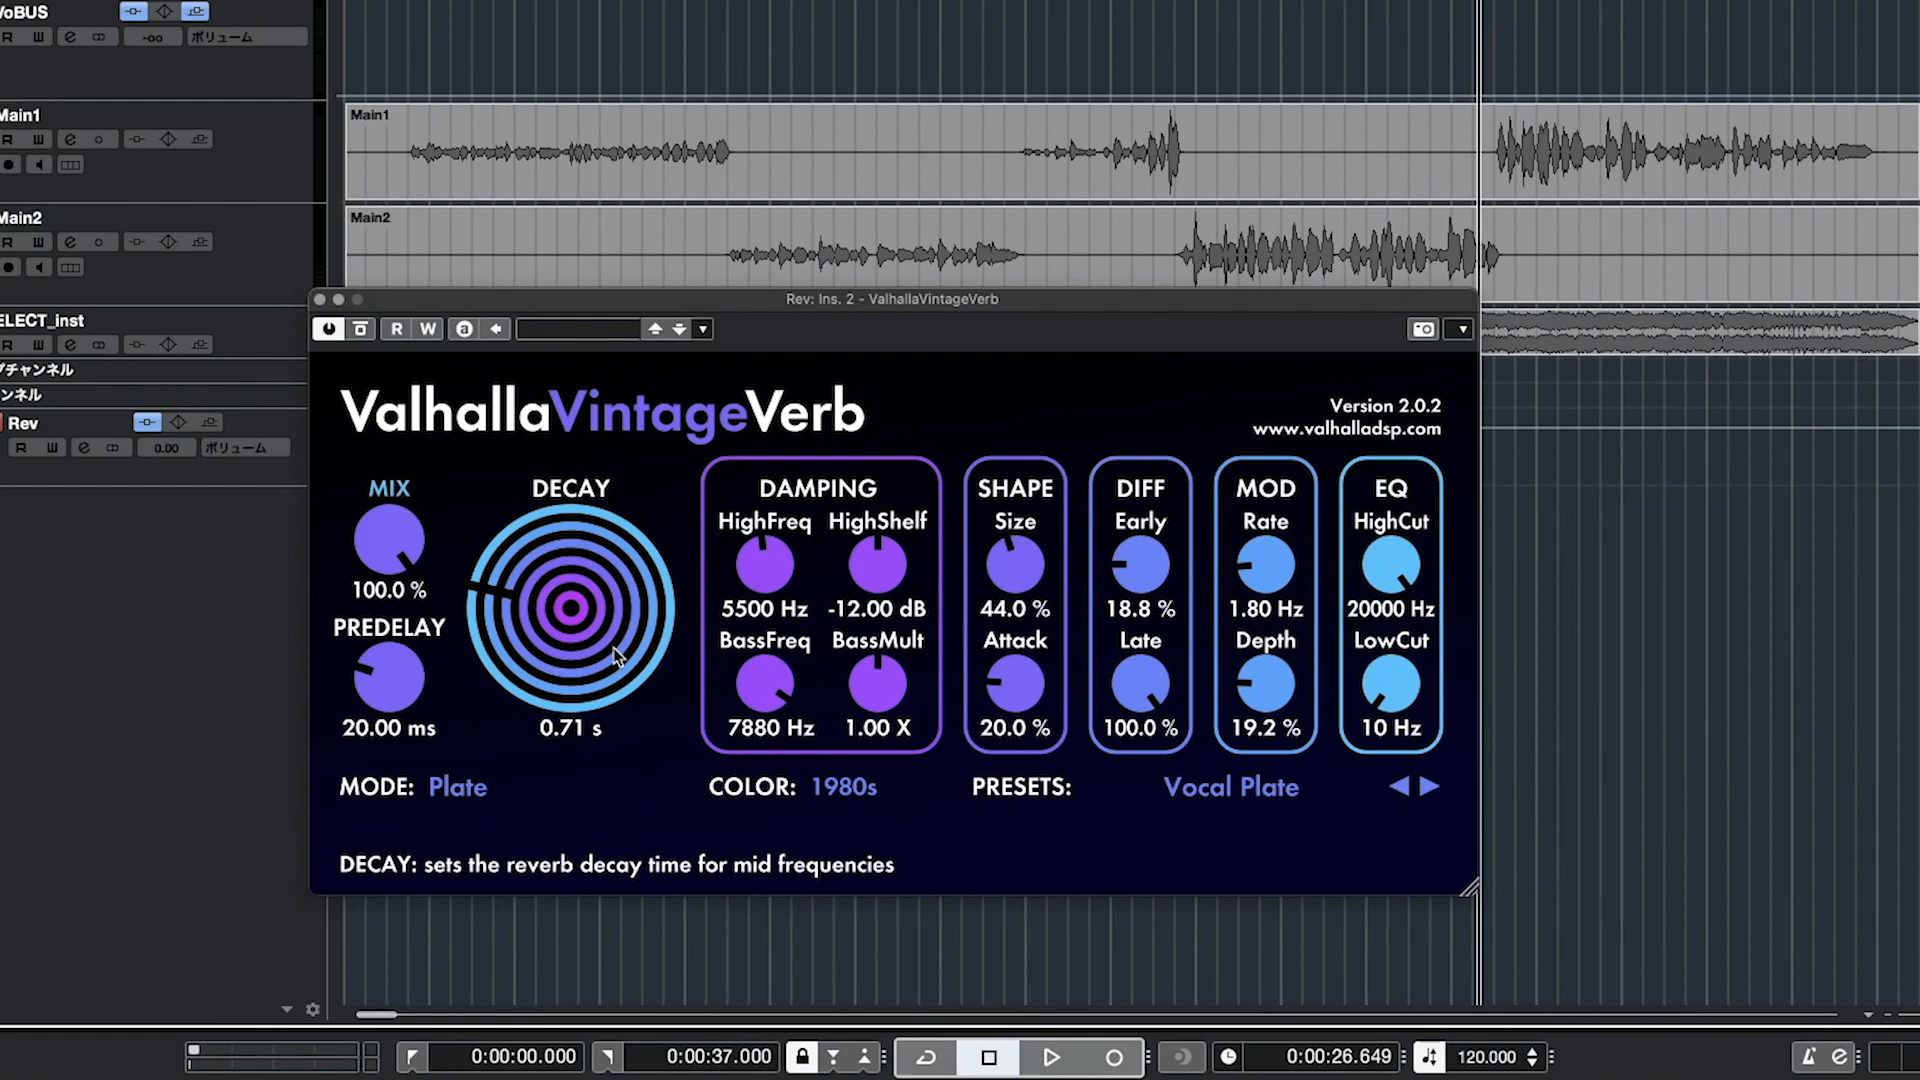 VoBUS
R W e -oo ボリューム
Main1
R W e
Main1
Main2
R W e
Main2
ELECT_inst
R W e
プチャンネル
ンネル
Rev
R W e 0.00 ボリューム
Rev: Ins. 2 - ValhallaVintageVerb
R W a
ValhallaVintageVerb
Version 2.0.2
www.valhalladsp.com
MIX
100.0 %
PREDELAY
20.00 ms
DECAY
0.71 s
DAMPING
HighFreq HighShelf
5500 Hz -12.00 dB
BassFreq BassMult
7880 Hz 1.00 X
SHAPE
Size
44.0 %
Attack
20.0 %
DIFF
Early
18.8 %
Late
100.0 %
MOD
Rate
1.80 Hz
Depth
19.2 %
EQ
HighCut
20000 Hz
LowCut
10 Hz
MODE: Plate COLOR: 1980s PRESETS: Vocal Plate
DECAY: sets the reverb decay time for mid frequencies
0:00:00.000 0:00:37.000 0:00:26.649 120.000